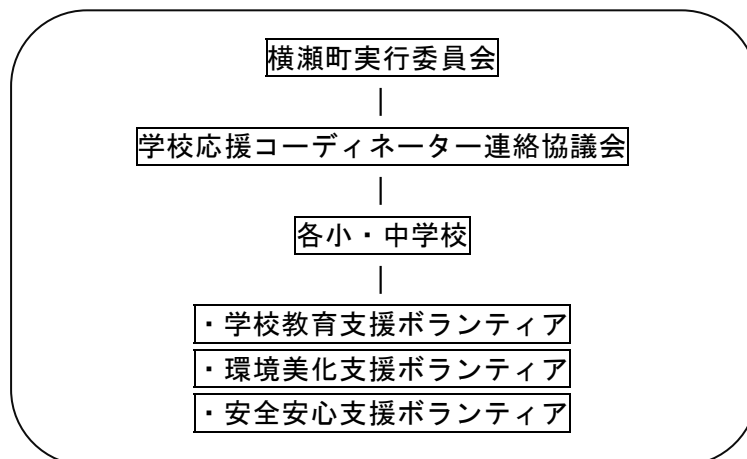 横瀬町実行委員会
|
学校応援コーディネーター連絡協議会
|
各小・中学校
|
・学校教育支援ボランティア
・環境美化支援ボランティア
・安全安心支援ボランティア